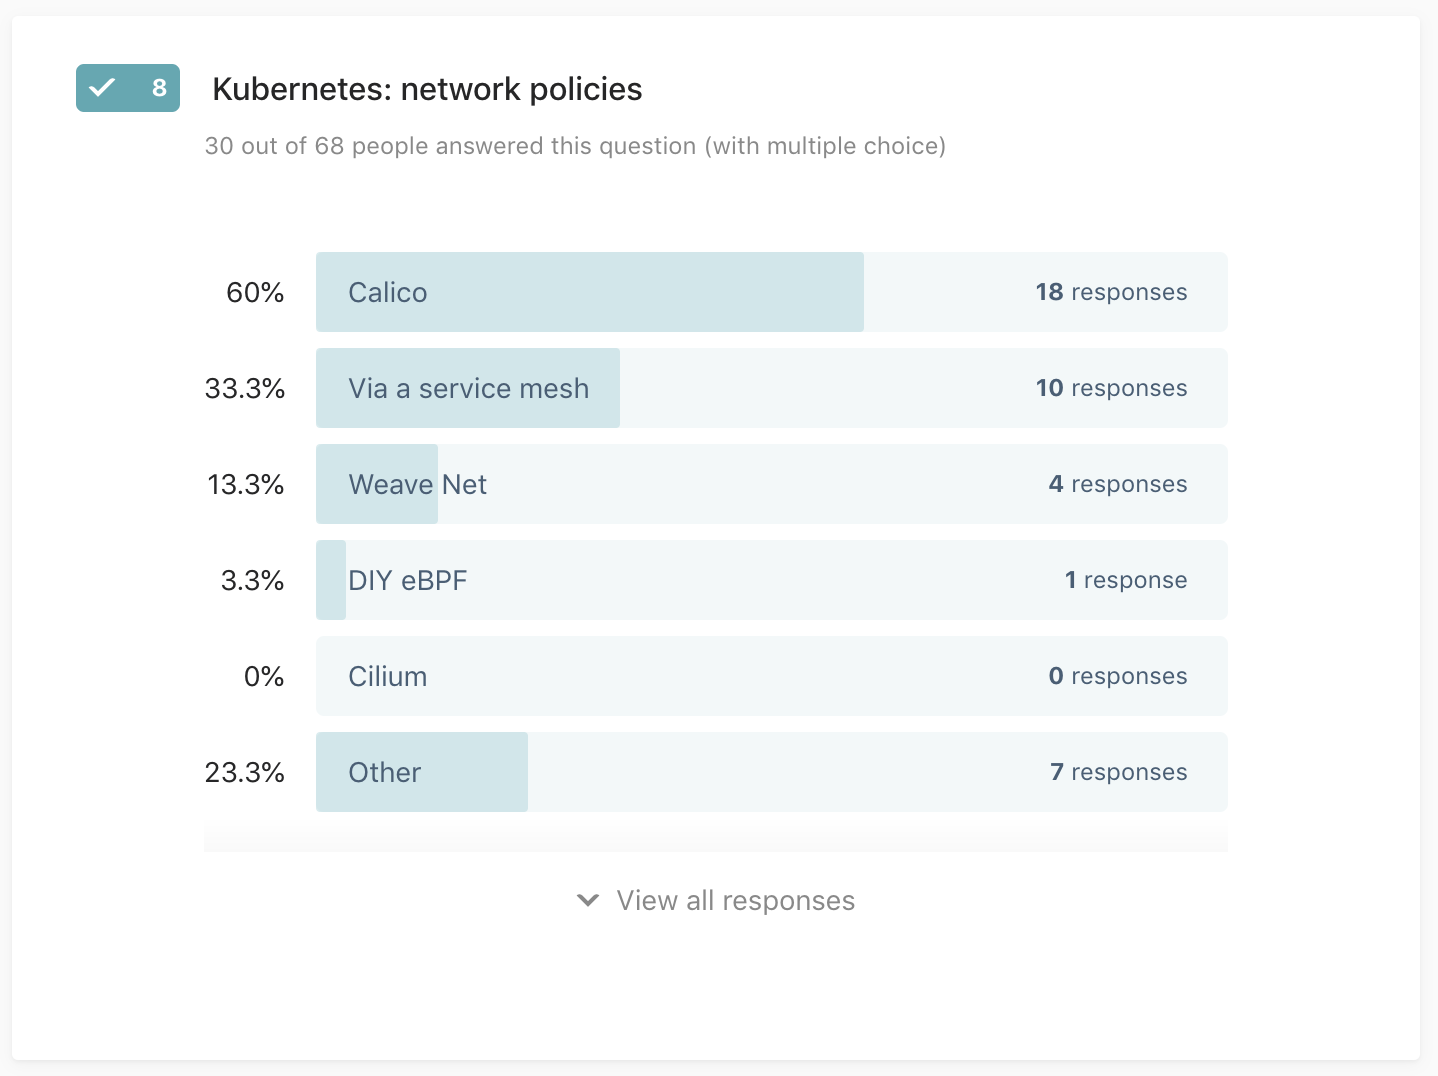 8 Kubernetes: network policies
30 out of 68 people answered this question (with multiple choice)
60% Calico 18 responses
33.3% Via a service mesh 10 responses
13.3% Weave Net 4 responses
3.3% DIY eBPF 1 response
0% Cilium 0 responses
23.3% Other 7 responses
View all responses